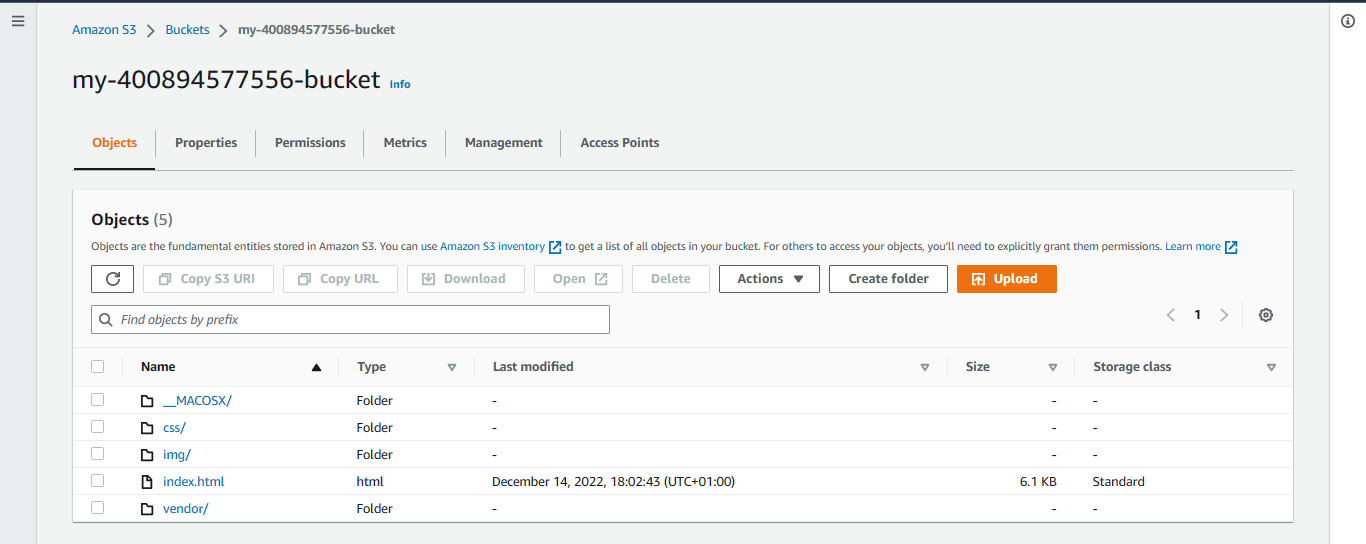 Amazon S3 > Buckets > my-400894577556-bucket
my-400894577556-bucket Info
Objects Properties Permissions Metrics Management Access Points
Objects (5)
Objects are the fundamental entities stored in Amazon S3. You can use Amazon S3 inventory to get a list of all objects in your bucket. For others to access your objects, you'll need to explicitly grant them permissions. Learn more
Copy S3 URI Copy URL Download Open Delete Actions Create folder Upload
Find objects by prefix
1
Name Type Last modified Size Storage class
__MACOSX/ Folder - - -
css/ Folder - - -
img/ Folder - - -
index.html html December 14, 2022, 18:02:43 (UTC+01:00) 6.1 KB Standard
vendor/ Folder - - -